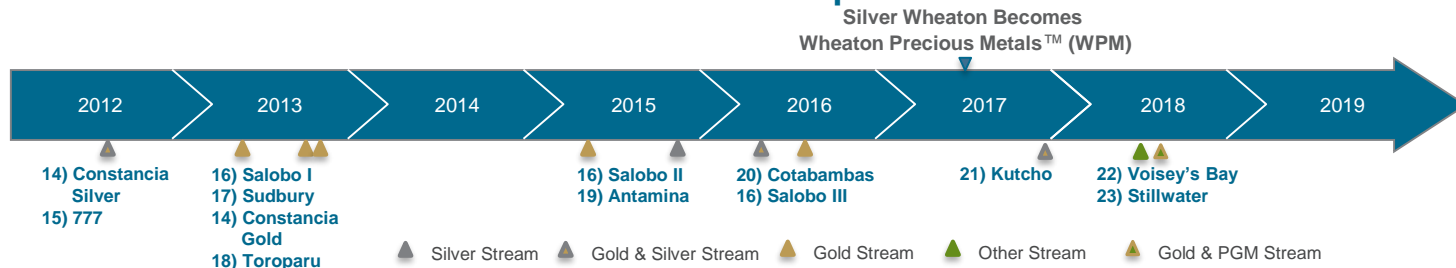 Silver Wheaton Becomes
Wheaton Precious Metals™ (WPM)
2012
2013
2014
2015
2016
2017
2018
2019
14) Constancia
Silver
15) 777
16) Salobo I
17) Sudbury
14) Constancia
Gold
18) Toroparu
16) Salobo II
19) Antamina
20) Cotabambas
16) Salobo III
21) Kutcho
22) Voisey's Bay
23) Stillwater
Silver Stream
Gold & Silver Stream
Gold Stream
Other Stream
Gold & PGM Stream